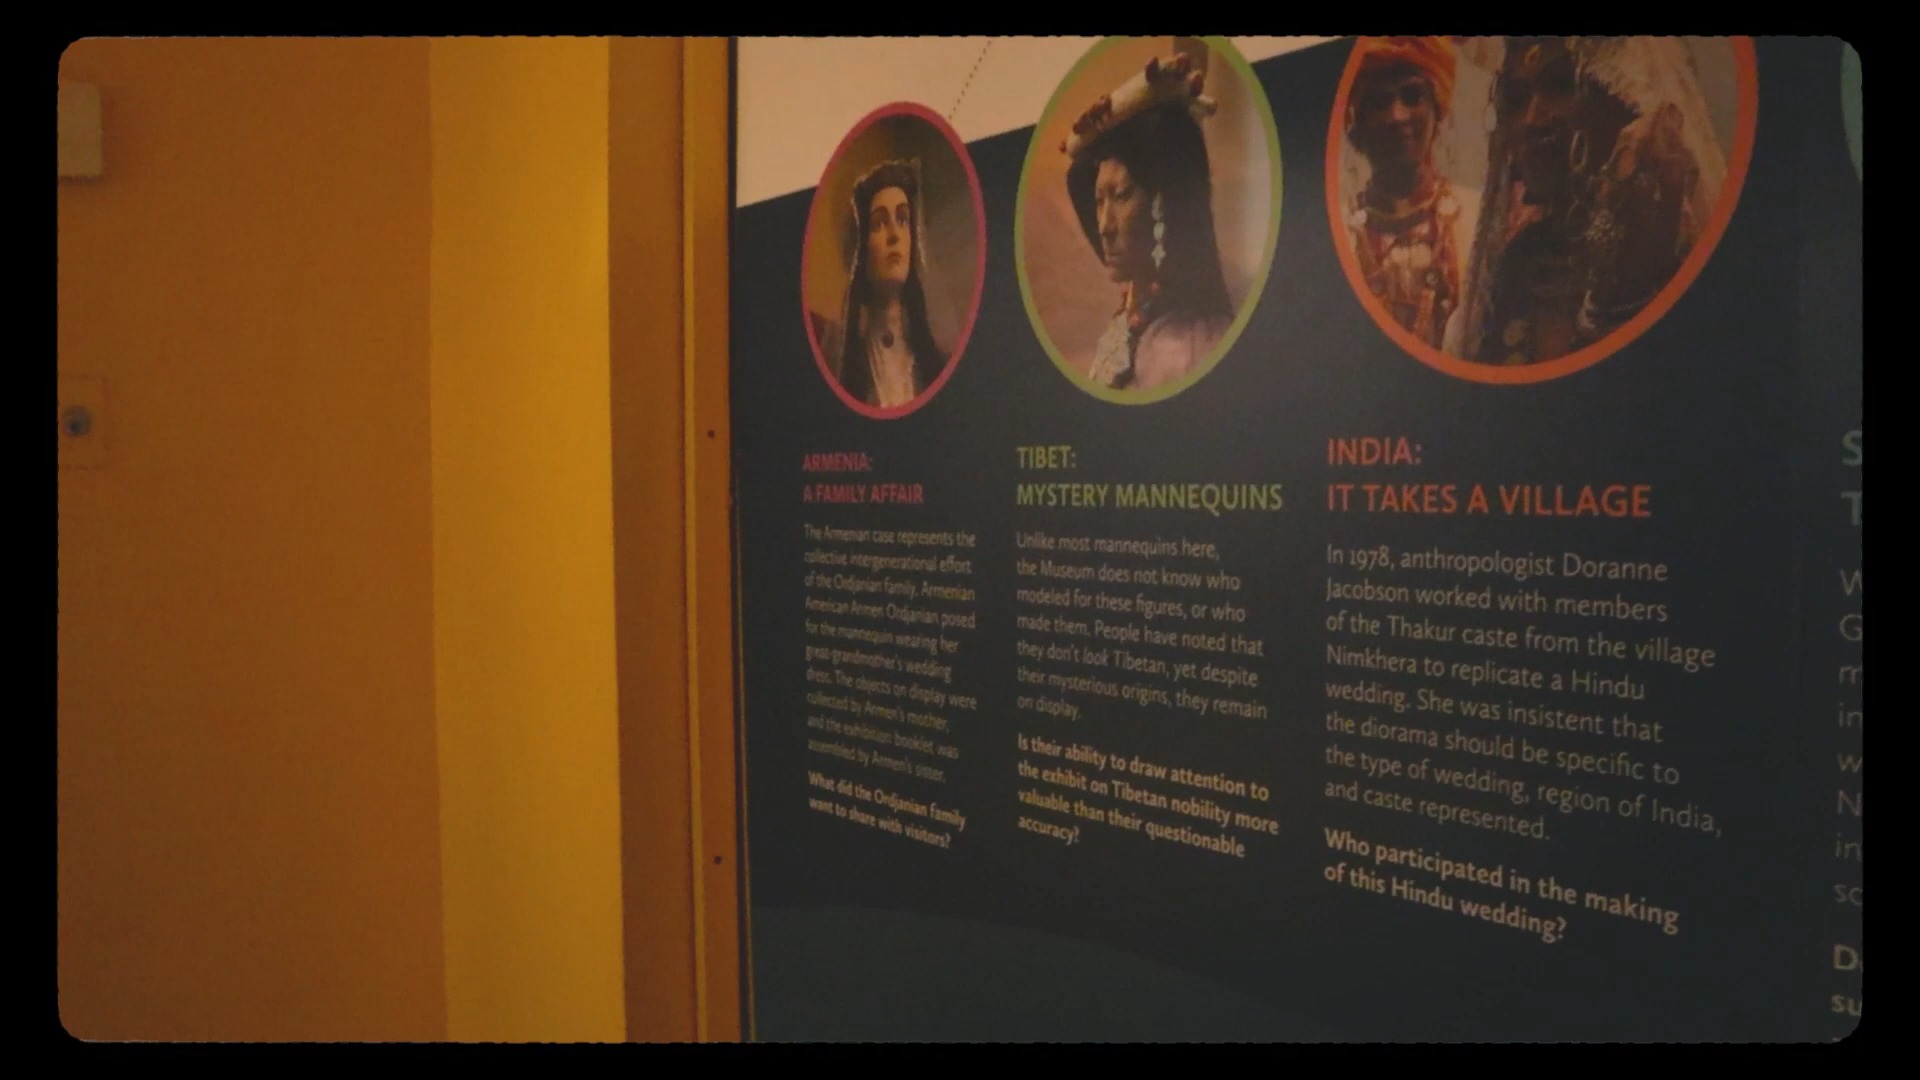 ARMENIA:
A FAMILY AFFAIR
The Armenian case represents the
collective intergenerational effort
of the Ordjanian family. Armenian
American Armen Ordjanian posed
for the mannequin wearing her
great-grandmother's wedding
dress. The objects on display were
collected by Armen's mother,
and the exhibition booklet was
assembled by Armen's sister.
What did the Ordjanian family
want to share with visitors?
TIBET:
MYSTERY MANNEQUINS
Unlike most mannequins here,
the Museum does not know who
modeled for these figures, or who
made them. People have noted that
they don't look Tibetan, yet despite
their mysterious origins, they remain
on display.
Is their ability to draw attention to
the exhibit on Tibetan nobility more
valuable than their questionable
accuracy?
INDIA:
IT TAKES A VILLAGE
In 1978, anthropologist Doranne
Jacobson worked with members
of the Thakur caste from the village
Nimkhera to replicate a Hindu
wedding. She was insistent that
the diorama should be specific to
the type of wedding, region of India,
and caste represented.
Who participated in the making
of this Hindu wedding?